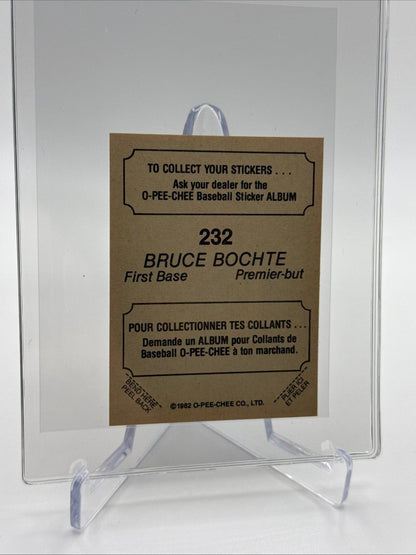 TO COLLECT YOUR STICKERS . . .
Ask your dealer for the
O-PEE-CHEE Baseball Sticker ALBUM
232
BRUCE BOCHTE
First Base Premier-but
POUR COLLECTIONNER TES COLLANTS . . .
Demande un ALBUM pour Collants de
Baseball O-PEE-CHEE à ton marchand.
BEND HERE
PEEL BACK
PLIER ICI
ET PELER
©1982 O-PEE-CHEE CO., LTD.